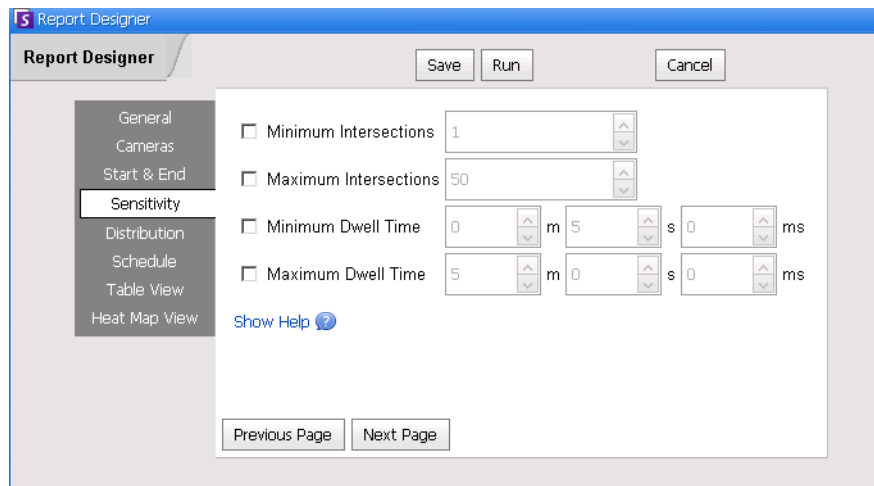 S Report Designer
Report Designer
Save Run Cancel
General
Cameras
Start & End
Sensitivity
Distribution
Schedule
Table View
Heat Map View
Minimum Intersections 1
Maximum Intersections 50
Minimum Dwell Time 0 m 5 s 0 ms
Maximum Dwell Time 5 m 0 s 0 ms
Show Help ?
Previous Page Next Page